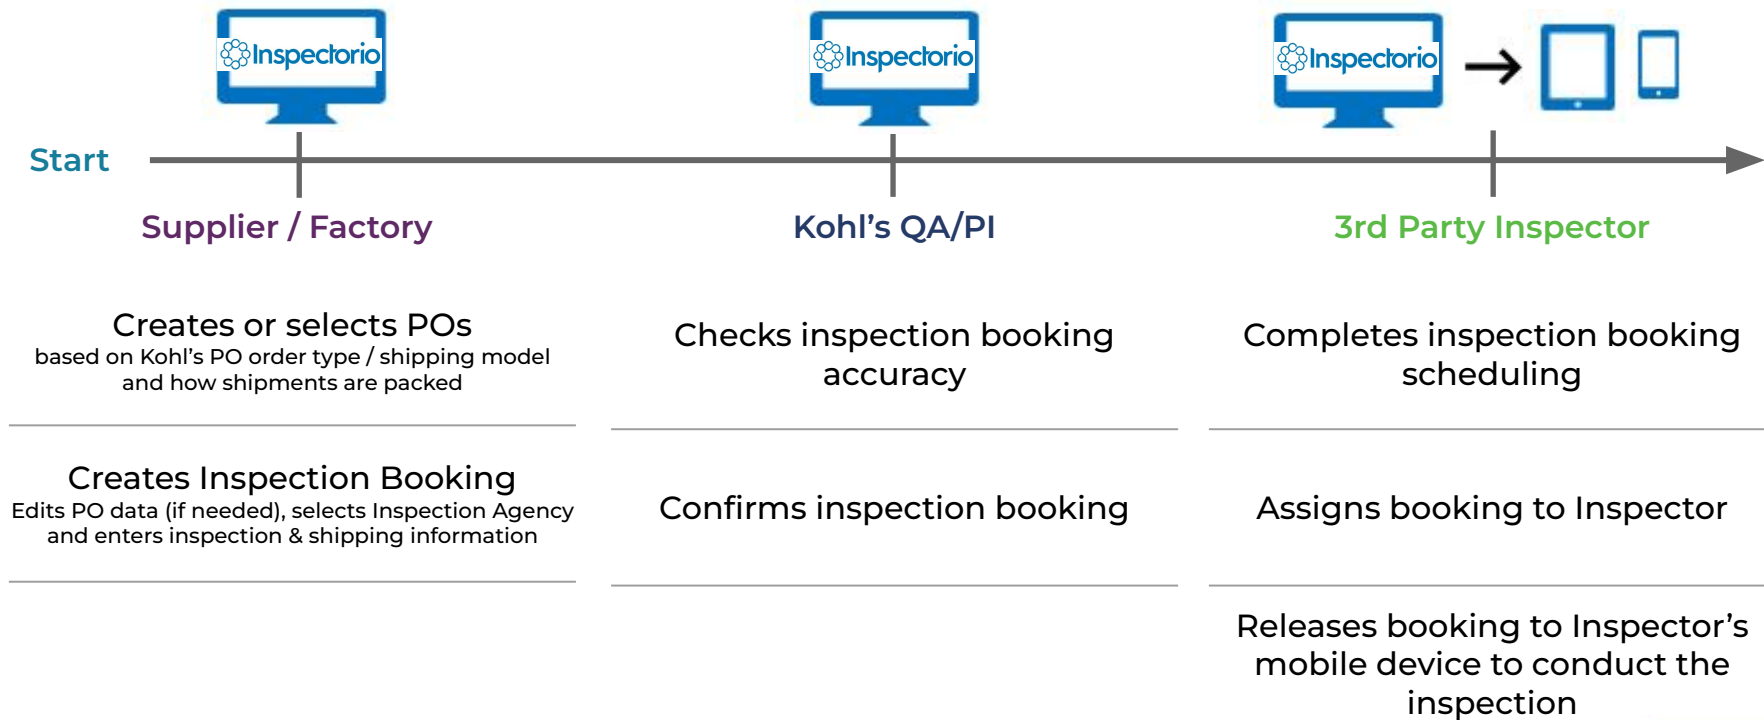 Inspectorio
Inspectorio
Inspectorio
Start
Supplier / Factory
Creates or selects POs
based on Kohl’s PO order type / shipping model
and how shipments are packed
Creates Inspection Booking
Edits PO data (if needed), selects Inspection Agency
and enters inspection & shipping information
Kohl’s QA/PI
Checks inspection booking
accuracy
Confirms inspection booking
3rd Party Inspector
Completes inspection booking
scheduling
Assigns booking to Inspector
Releases booking to Inspector’s
mobile device to conduct the
inspection